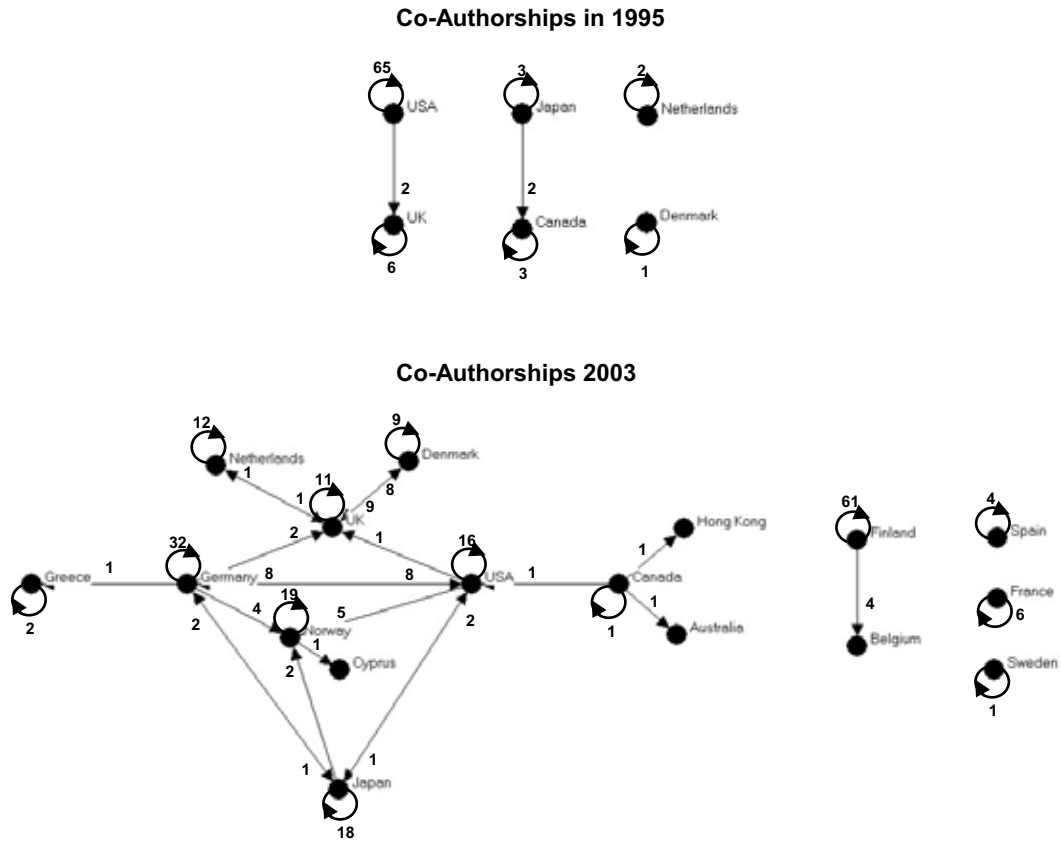 Co-Authorships in 1995
65 3 2
USA Japan Netherlands
2 2
UK Canada Denmark
6 3 1
Co-Authorships 2003
12 9
Netherlands Denmark
1 8
11
1 9
UK
61 4
Hong Kong Finland Spain
32 2 1 16 1
Greece 1 Germany 8 8 USA 1 Canada France
19
2 2 4 5 2 1 1 4 6
Norway Australia Belgium
1
Cyprus Sweden
2
1
1 1
Japan
18